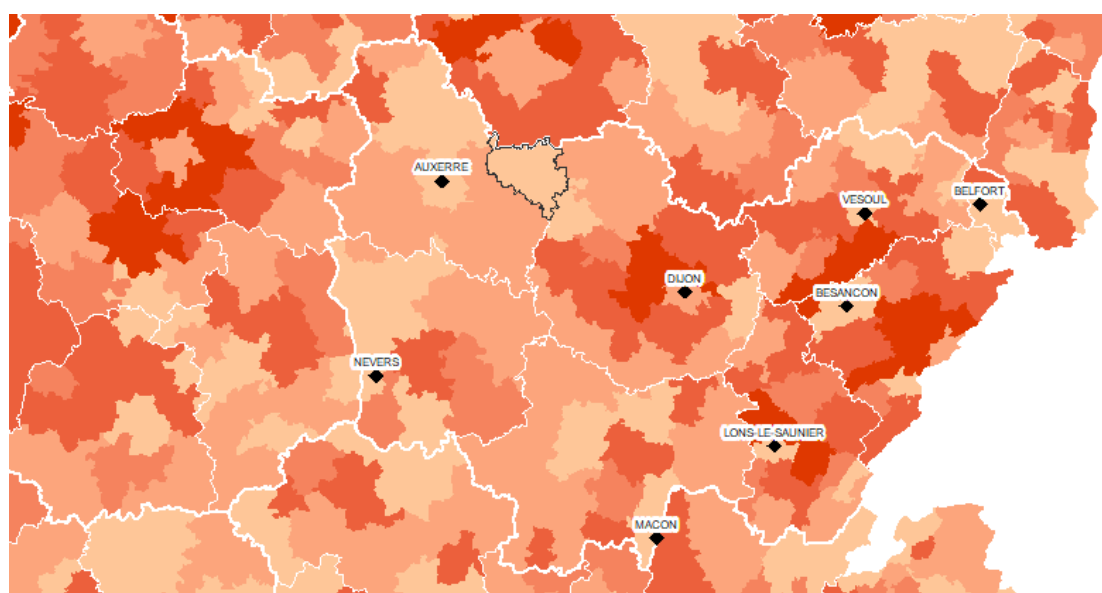 AUXERRE
BELFORT
VESOUL
DIJON
BESANCON
NEVERS
LONS-LE-SAUNIER
MACON